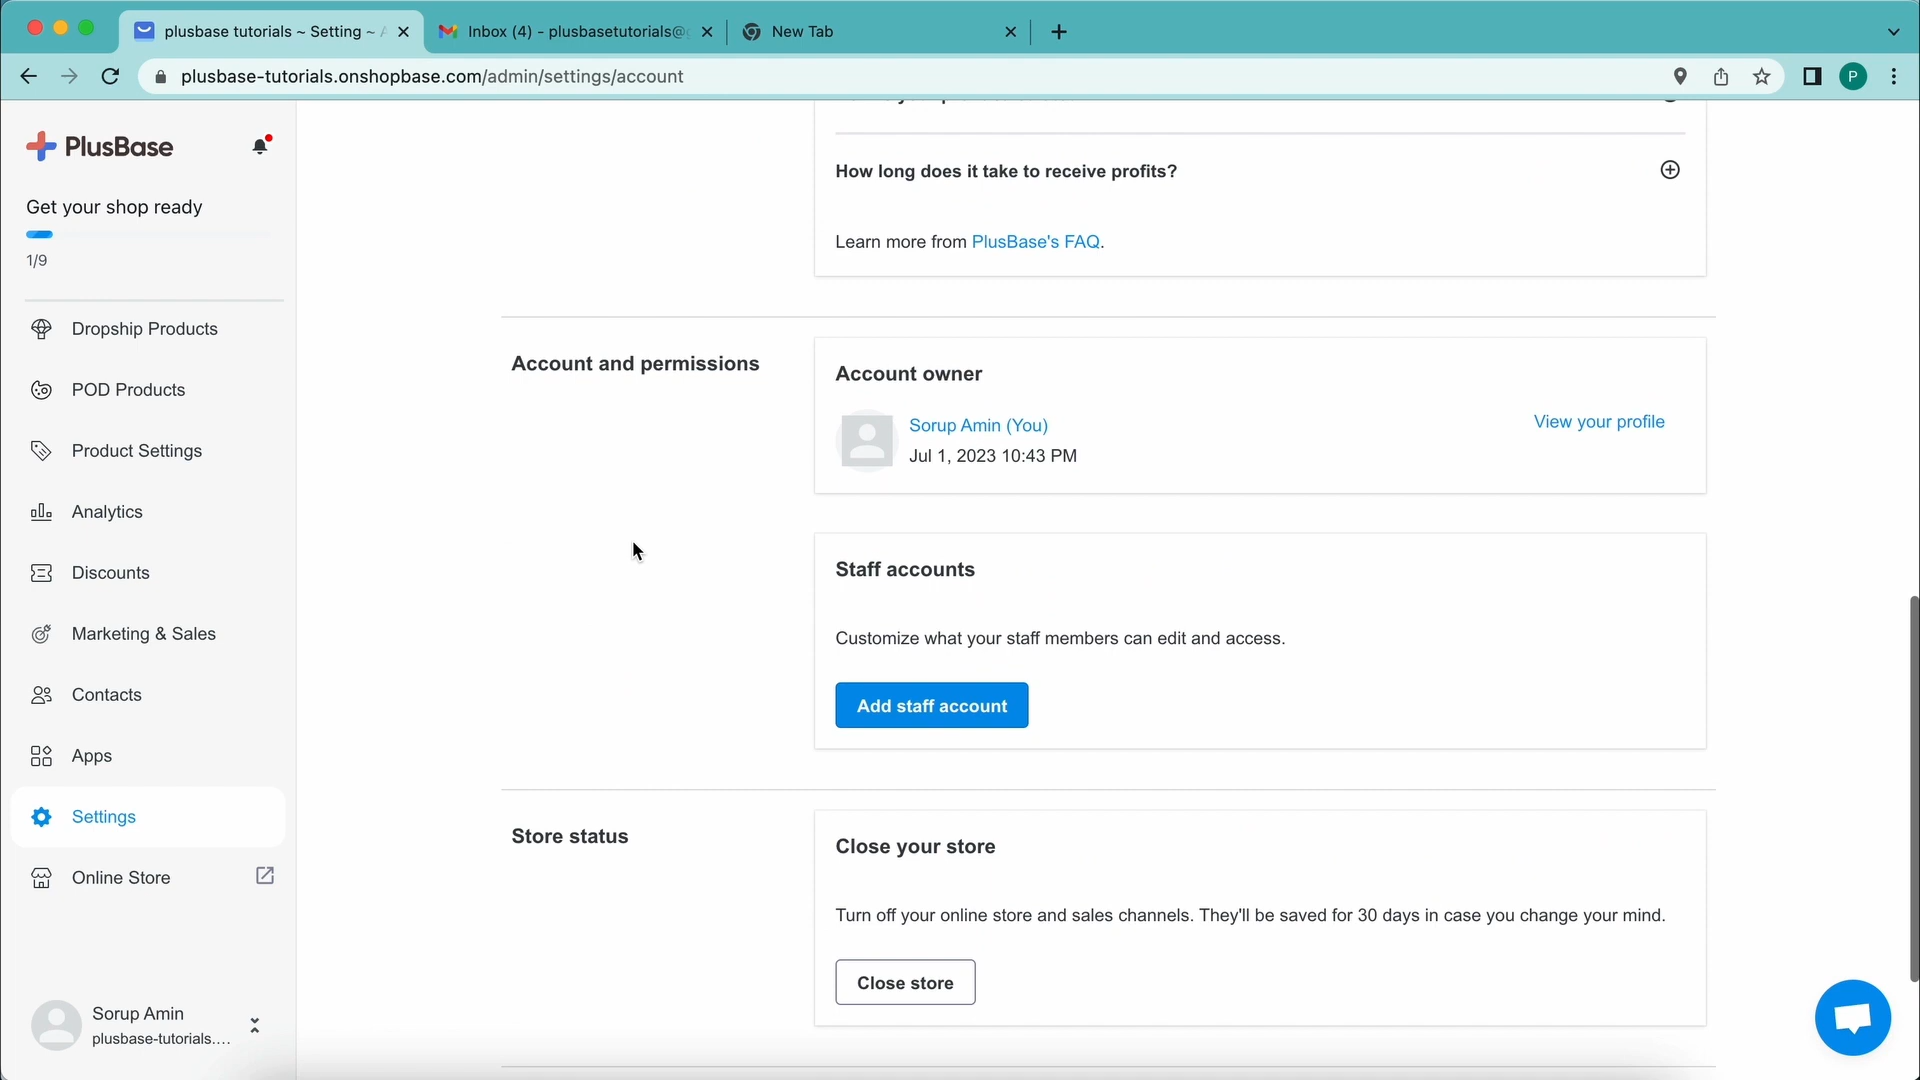 plusbase tutorials ~ Setting ~
Inbox (4) - plusbasetutorials@
New Tab
plusbase-tutorials.onshopbase.com/admin/settings/account
P
PlusBase
Get your shop ready
1/9
Dropship Products
POD Products
Product Settings
Analytics
Discounts
Marketing & Sales
Contacts
Apps
Settings
Online Store
Sorup Amin
plusbase-tutorials....
How long does it take to receive profits?
Learn more from PlusBase's FAQ.
Account and permissions
Account owner
Sorup Amin (You)
View your profile
Jul 1, 2023 10:43 PM
Staff accounts
Customize what your staff members can edit and access.
Add staff account
Store status
Close your store
Turn off your online store and sales channels. They'll be saved for 30 days in case you change your mind.
Close store